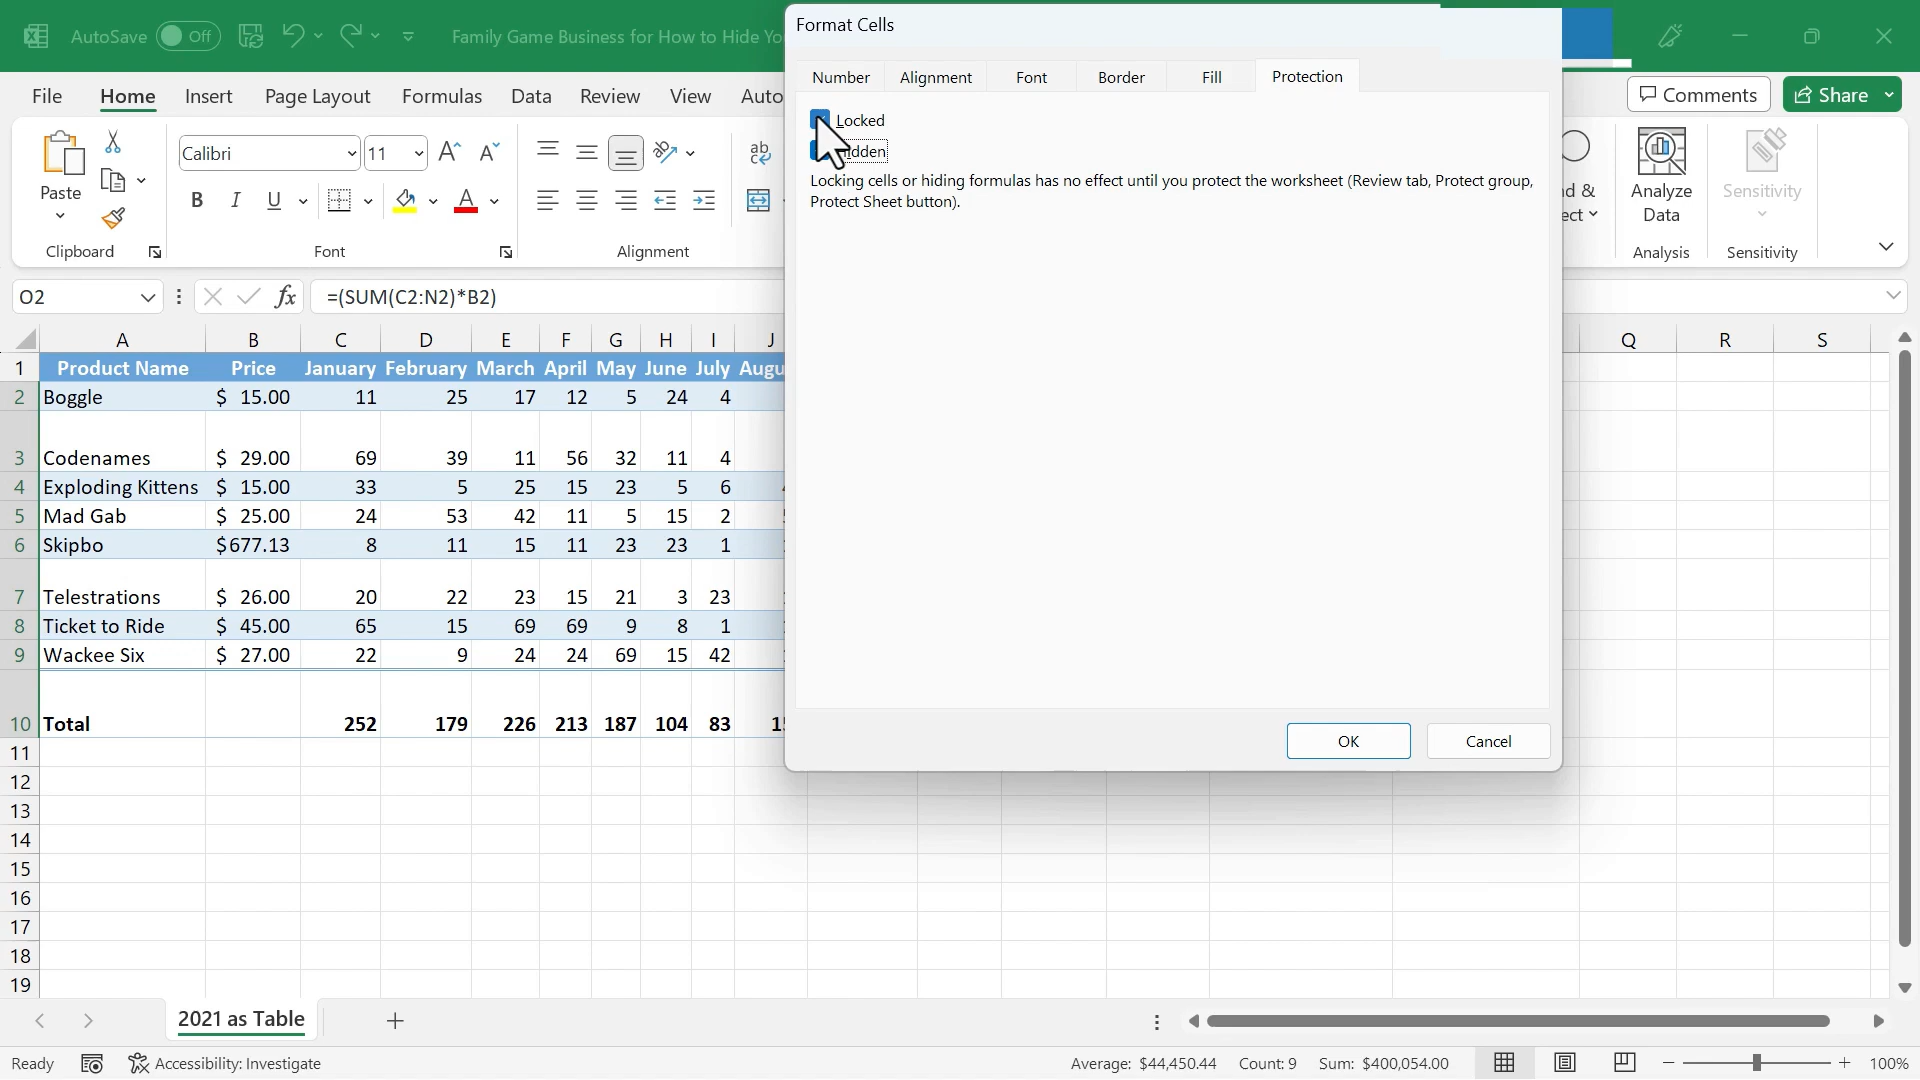 AutoSave Off Family Game Business for How to Hide
Format Cells
Number Alignment Font Border Fill Protection
File Home Insert Page Layout Formulas Data Review View
Comments Share
Locked
Locking cells or hiding formulas has no effect until you protect the worksheet (Review tab, Protect group,
Protect Sheet button).
Calibri 11
Paste
B I U
Analyze
Data
Sensitivity
Clipboard Font Alignment Analysis Sensitivity
O2 fx =(SUM(C2:N2)*B2)
A B C D E F G H I J Q R S
1 Product Name Price January February March April May June July
2 Boggle $ 15.00 11 25 17 12 5 24 4
3 Codenames $ 29.00 69 39 11 56 32 11 4
4 Exploding Kittens $ 15.00 33 5 25 15 23 5 6
5 Mad Gab $ 25.00 24 53 42 11 5 15 2
6 Skipbo $677.13 8 11 15 11 23 23 1
7 Telestrations $ 26.00 20 22 23 15 21 3 23
8 Ticket to Ride $ 45.00 65 15 69 69 9 8 1
9 Wackee Six $ 27.00 22 9 24 24 69 15 42
10 Total 252 179 226 213 187 104 83
OK Cancel
11
12
13
14
15
16
17
18
19
2021 as Table
Ready Accessibility: Investigate Average: $44,450.44 Count: 9 Sum: $400,054.00 100%